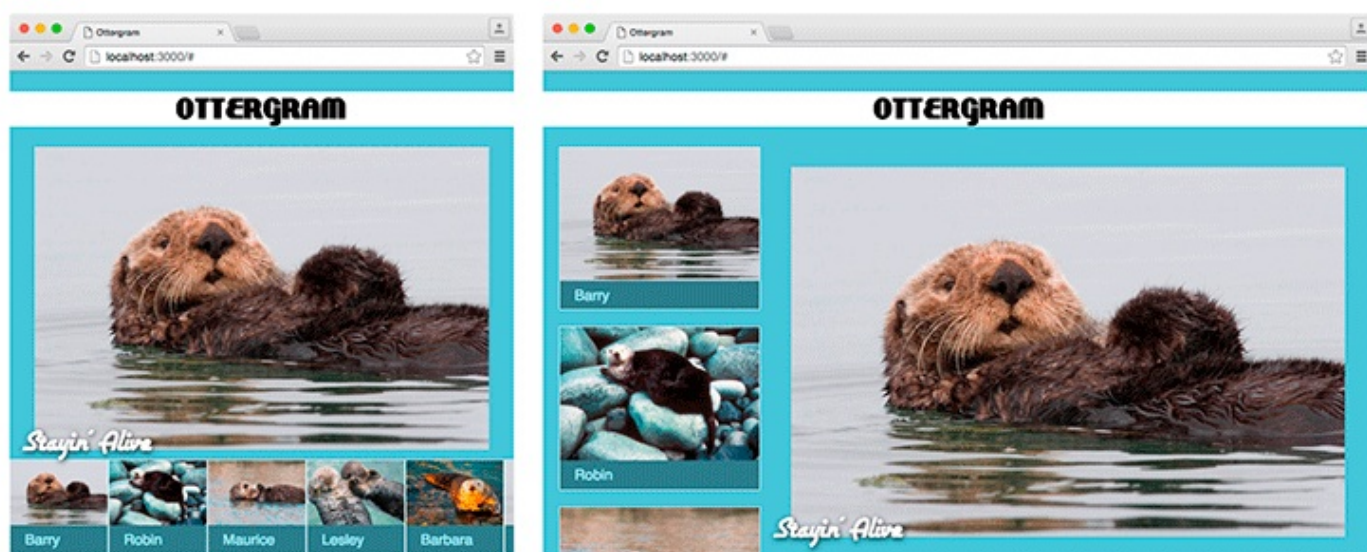 Ottergram
localhost:3000/#
OTTERGRAM
Stayin' Alive
Barry
Robin
Maurice
Lesley
Barbara
Ottergram
localhost:3000/#
OTTERGRAM
Barry
Robin
Stayin' Alive